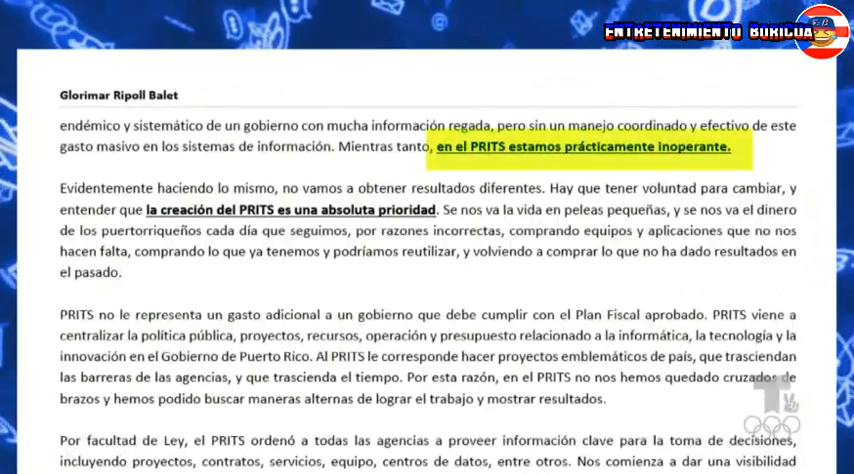 ENTRETENIMIENTO BORICUA
Glorimar Ripoll Balet
endémico y sistemático de un gobierno con mucha información regada, pero sin un manejo coordinado y efectivo de este
gasto masivo en los sistemas de información. Mientras tanto, en el PRITS estamos prácticamente inoperante.
Evidentemente haciendo lo mismo, no vamos a obtener resultados diferentes. Hay que tener voluntad para cambiar, y
entender que la creación del PRITS es una absoluta prioridad. Se nos va la vida en peleas pequeñas, y se nos va el dinero
de los puertorriqueños cada día que seguimos, por razones incorrectas, comprando equipos y aplicaciones que no nos
hacen falta, comprando lo que ya tenemos y podríamos reutilizar, y volviendo a comprar lo que no ha dado resultados en
el pasado.
PRITS no le representa un gasto adicional a un gobierno que debe cumplir con el Plan Fiscal aprobado. PRITS viene a
centralizar la política pública, proyectos, recursos, operación y presupuesto relacionado a la informática, la tecnología y la
innovación en el Gobierno de Puerto Rico. Al PRITS le corresponde hacer proyectos emblemáticos de país, que trasciendan
las barreras de las agencias, y que trascienda el tiempo. Por esta razón, en el PRITS no nos hemos quedado cruzados de
brazos y hemos podido buscar maneras alternas de lograr el trabajo y mostrar resultados.
Por facultad de Ley, el PRITS ordenó a todas las agencias a proveer información clave para la toma de decisiones,
incluyendo proyectos, contratos, servicios, equipo, centros de datos, entre otros. Nos comienza a dar una visibilidad